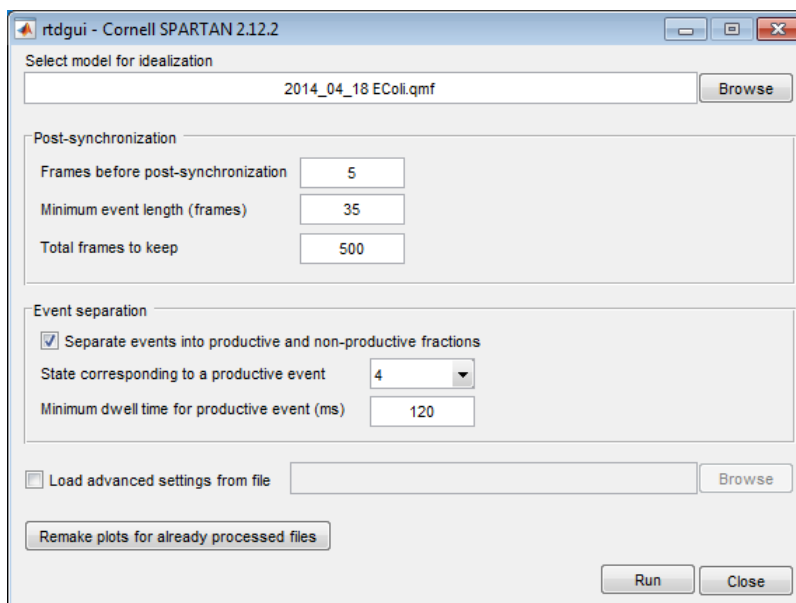 rtdgui - Cornell SPARTAN 2.12.2
Select model for idealization
2014_04_18 EColi.qmf Browse
Post-synchronization
Frames before post-synchronization 5
Minimum event length (frames) 35
Total frames to keep 500
Event separation
Separate events into productive and non-productive fractions
State corresponding to a productive event 4
Minimum dwell time for productive event (ms) 120
Load advanced settings from file Browse
Remake plots for already processed files
Run Close